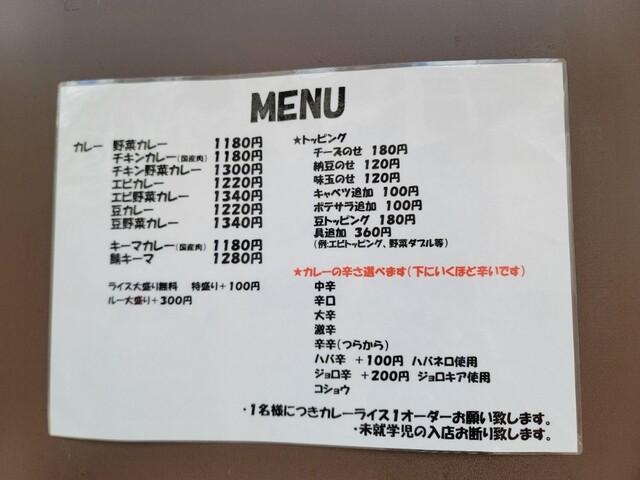 MENU
カレー 野菜カレー 1180円
チキンカレー(国産肉) 1180円
チキン野菜カレー 1300円
エビカレー 1220円
エビ野菜カレー 1340円
豆カレー 1220円
豆野菜カレー 1340円
キーマカレー(国産肉) 1180円
鯖キーマ 1280円
ライス大盛り無料 特盛り+100円
ルー大盛り+300円
★トッピング
チーズのせ 180円
納豆のせ 120円
味玉のせ 120円
キャベツ追加 100円
ポテサラ追加 100円
豆トッピング 180円
具追加 360円
(例:エビトッピング、野菜ダブル等)
★カレーの辛さ選べます(下にいくほど辛いです)
中辛
辛口
大辛
激辛
辛辛(つらから)
ハバ辛 +100円 ハバネロ使用
ジョロ辛 +200円 ジョロキア使用
コショウ
・1名様につきカレーライス1オーダーお願い致します。
・未就学児の入店お断り致します。